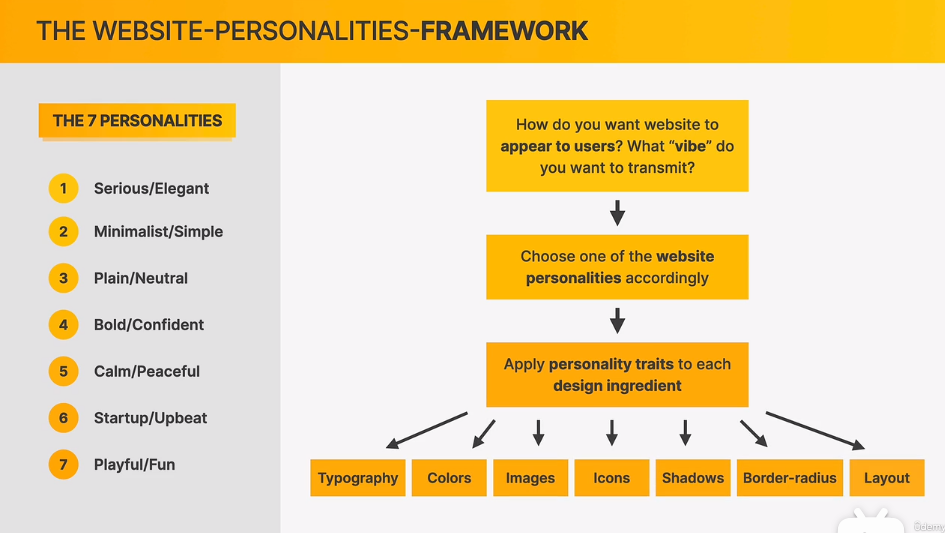 THE WEBSITE-PERSONALITIES-FRAMEWORK
THE 7 PERSONALITIES
1 Serious/Elegant
2 Minimalist/Simple
3 Plain/Neutral
4 Bold/Confident
5 Calm/Peaceful
6 Startup/Upbeat
7 Playful/Fun
How do you want website to
appear to users? What “vibe” do
you want to transmit?
Choose one of the website
personalities accordingly
Apply personality traits to each
design ingredient
Typography
Colors
Images
Icons
Shadows
Border-radius
Layout
ûdemy